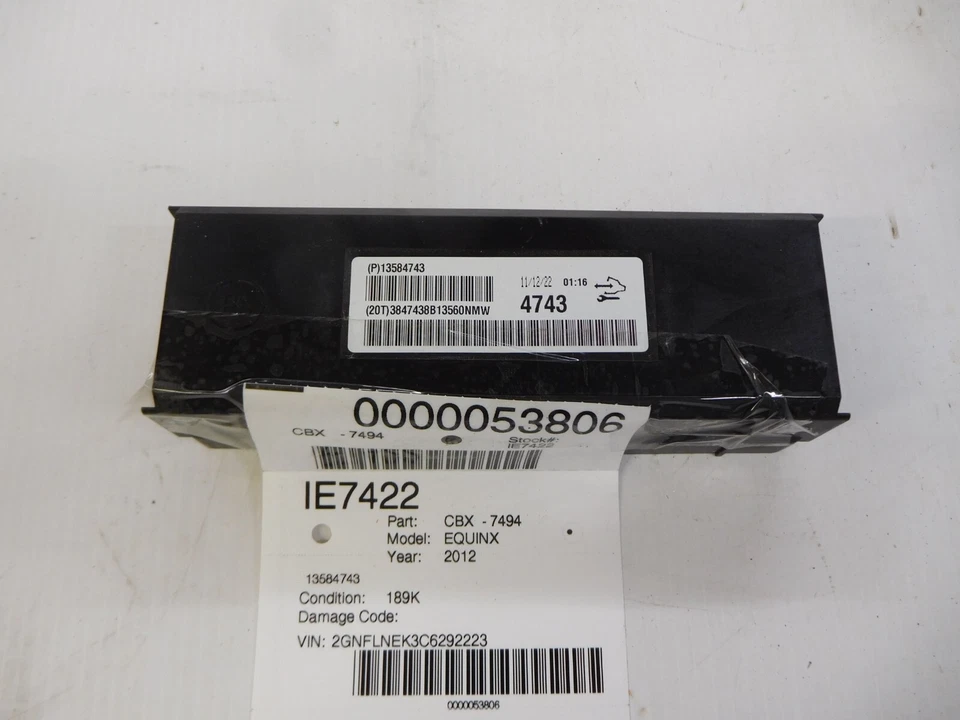 (P)13584743
11/12/22 01:16
(20T)3847438B13560NMW 4743
0000053806
CBX -7494 Stock#:
IE7422
IE7422
Part: CBX -7494
Model: EQUINX
Year: 2012
13584743
Condition: 189K
Damage Code:
VIN: 2GNFLNEK3C6292223
0000053806